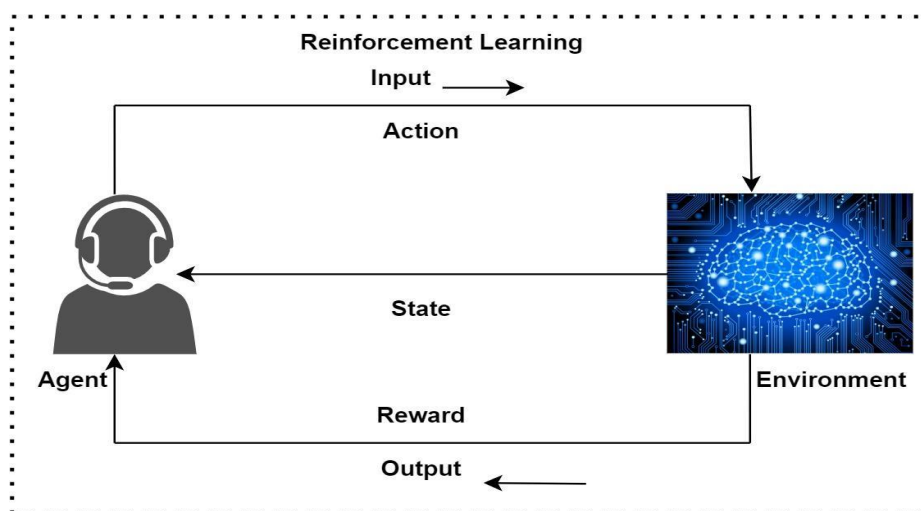 Reinforcement Learning
Input
Action
State
Agent
Environment
Reward
Output